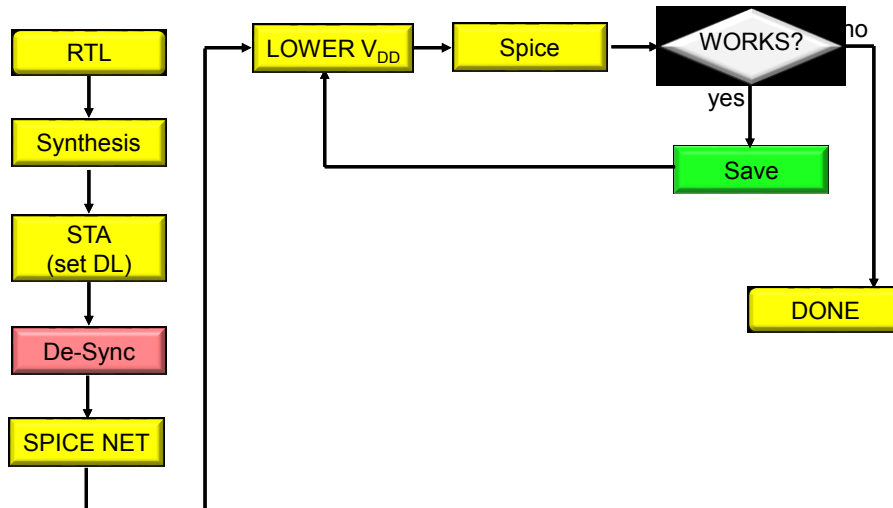 RTL
Synthesis
STA
(set DL)
De-Sync
SPICE NET
LOWER VDD
Spice
WORKS?
no
yes
Save
DONE